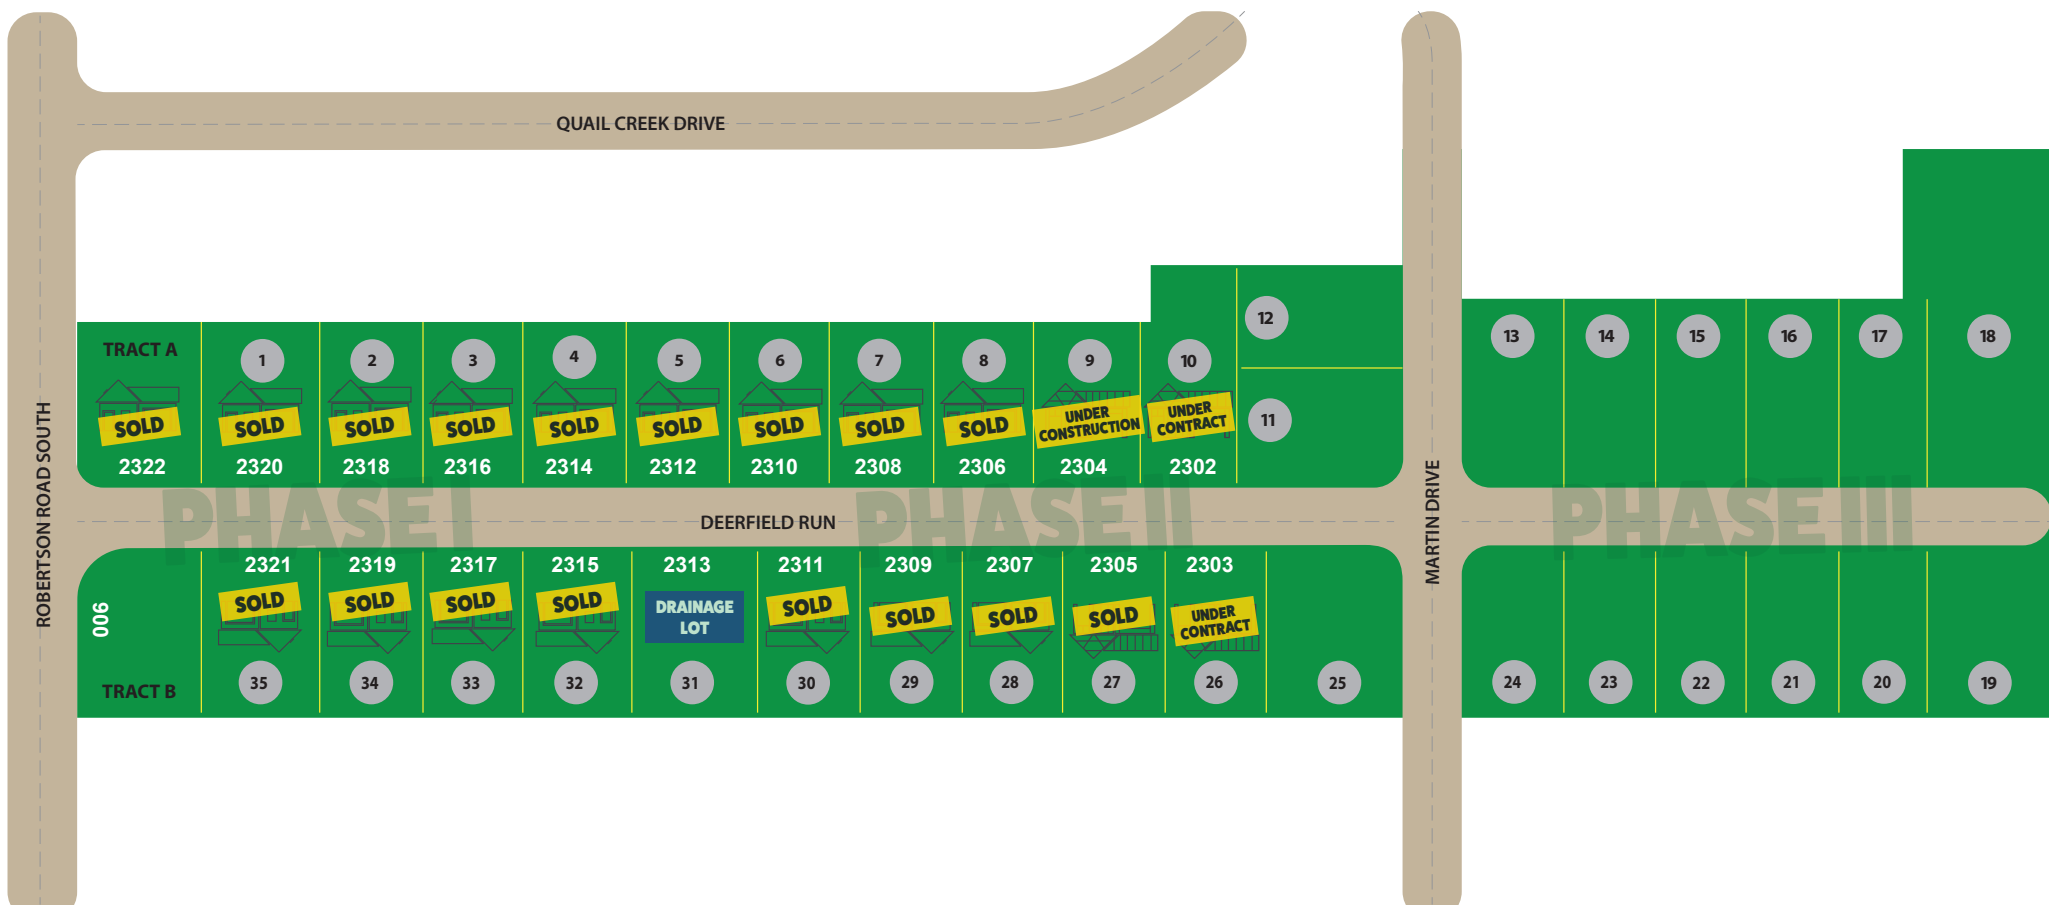 QUAIL CREEK DRIVE
ROBERTSON ROAD SOUTH
MARTIN DRIVE
12
TRACT A
1
2
3
4
5
6
7
8
9
10
11
13
14
15
16
17
18
SOLD
SOLD
SOLD
SOLD
SOLD
SOLD
SOLD
SOLD
SOLD
UNDER
CONSTRUCTION
UNDER
CONTRACT
2322
2320
2318
2316
2314
2312
2310
2308
2306
2304
2302
PHASE I
PHASE II
PHASE III
DEERFIELD RUN
2321
2319
2317
2315
2313
2311
2309
2307
2305
2303
900
SOLD
SOLD
SOLD
SOLD
DRAINAGE
LOT
SOLD
SOLD
SOLD
SOLD
UNDER
CONTRACT
TRACT B
35
34
33
32
31
30
29
28
27
26
25
24
23
22
21
20
19